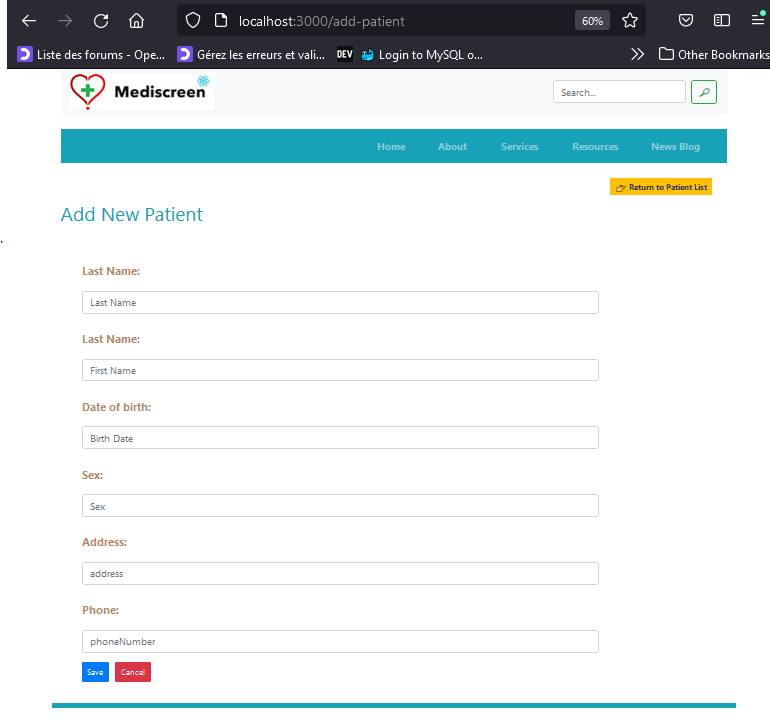 localhost:3000/add-patient
60%
Liste des forums - Ope... Gérez les erreurs et vali... DEV Login to MySQL o... Other Bookmarks
Mediscreen
Search...
Home About Services Resources News Blog
Return to Patient List
Add New Patient
.
Last Name:
Last Name
Last Name:
First Name
Date of birth:
Birth Date
Sex:
Sex
Address:
address
Phone:
phoneNumber
Save Cancel